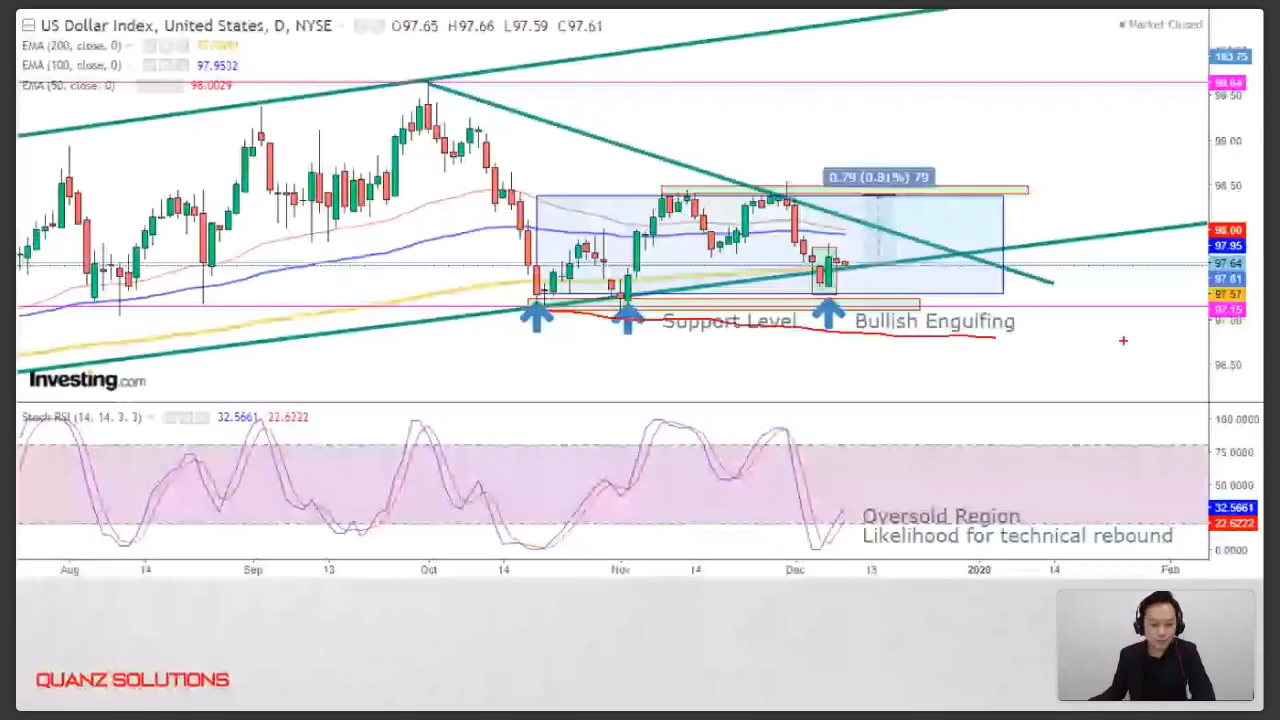 US Dollar Index, United States, D, NYSE O97.65 H97.66 L97.59 C97.61
Market Closed
EMA (200, close, 0)
EMA (100, close, 0) 97.9532
EMA (50, close, 0) 98.0029
103.75
99.64
99.50
99.00
98.50
0.79 (0.81%) 79
98.00
97.95
97.64
97.61
97.57
97.15
97.00
96.50
Support Level
Bullish Engulfing
Investing.com
Stoch RSI (14, 14, 3, 3) 32.5661 22.6222
100.0000
75.0000
50.0000
32.5661
22.6222
0.0000
Oversold Region
Likelihood for technical rebound
Aug 14 Sep 13 Oct 14 Nov 14 Dec 13 2020 14 Feb
QUANZ SOLUTIONS